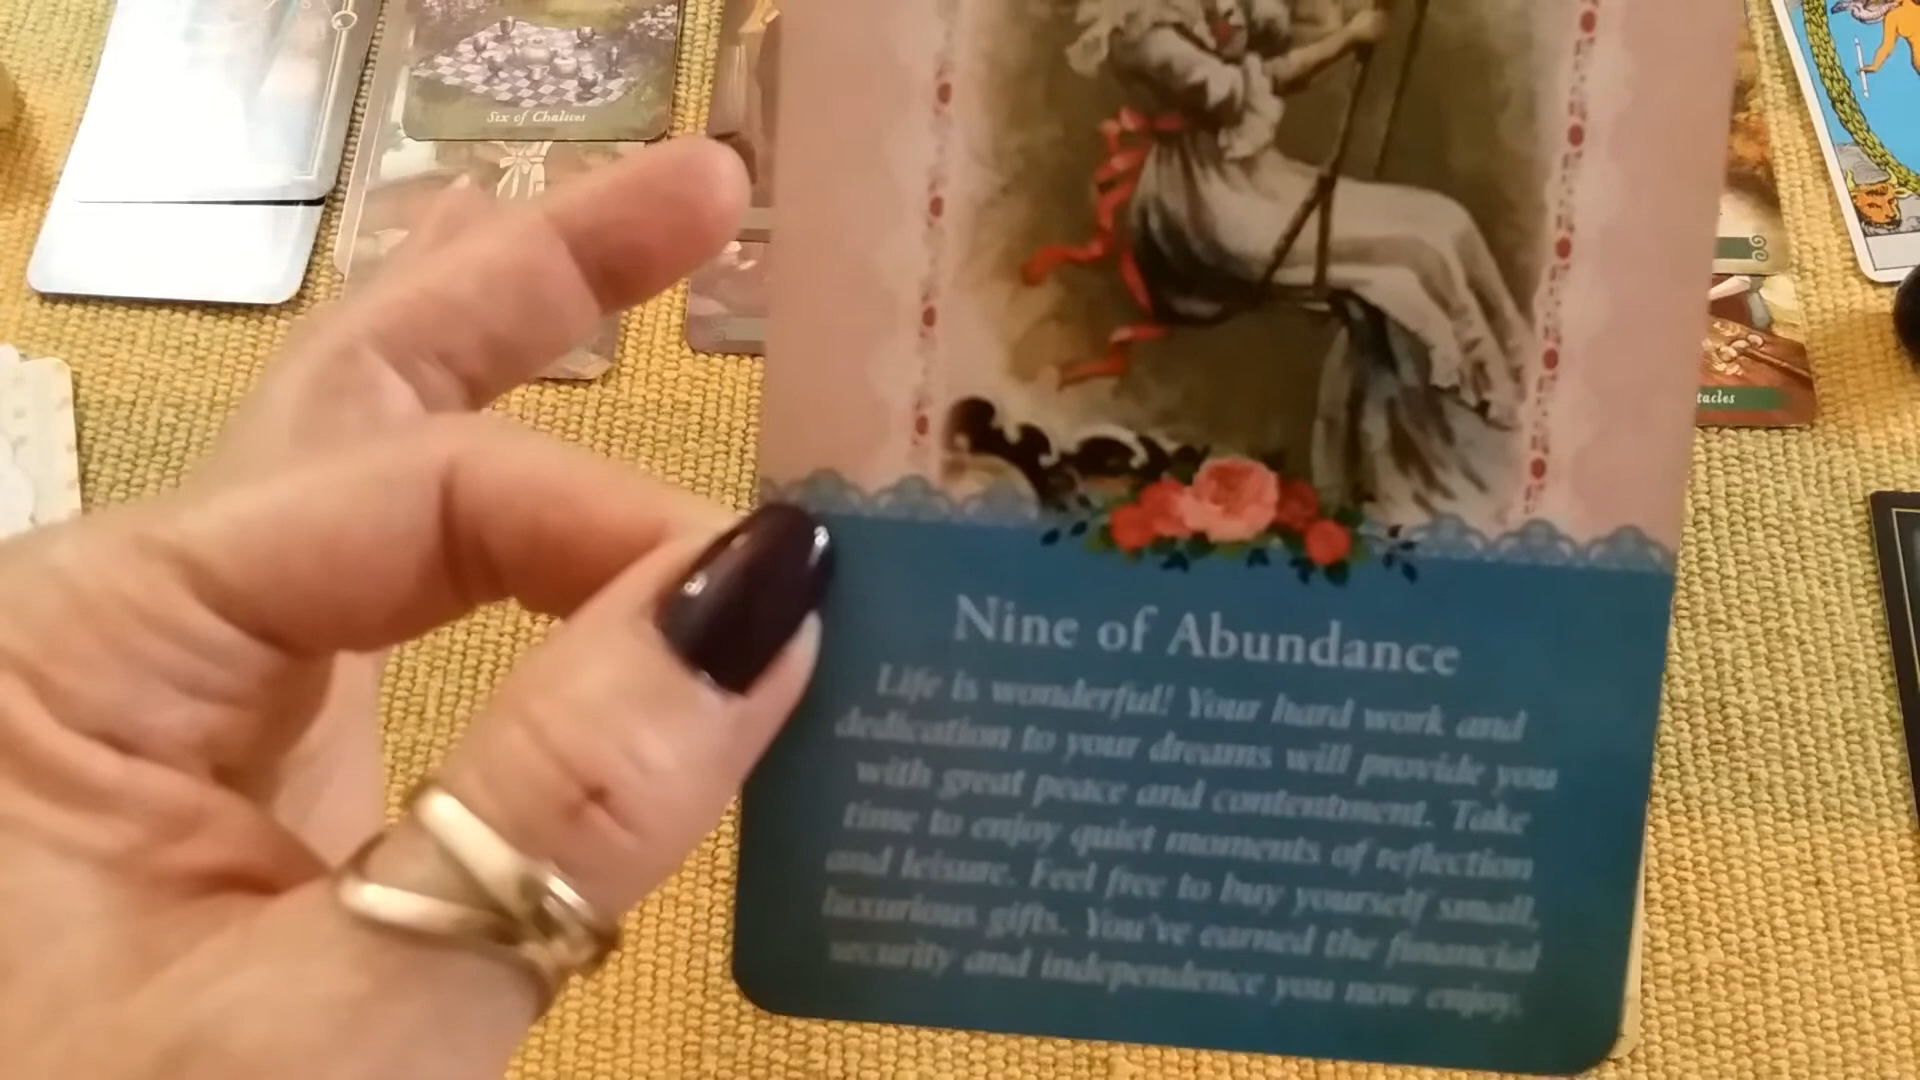 Six of Chalices
tacles
Nine of Abundance
Life is wonderful! Your hard work and
dedication to your dreams will provide you
with great peace and contentment. Take
time to enjoy quiet moments of reflection
and leisure. Feel free to buy yourself small,
luxurious gifts. You've earned the financial
security and independence you now enjoy.